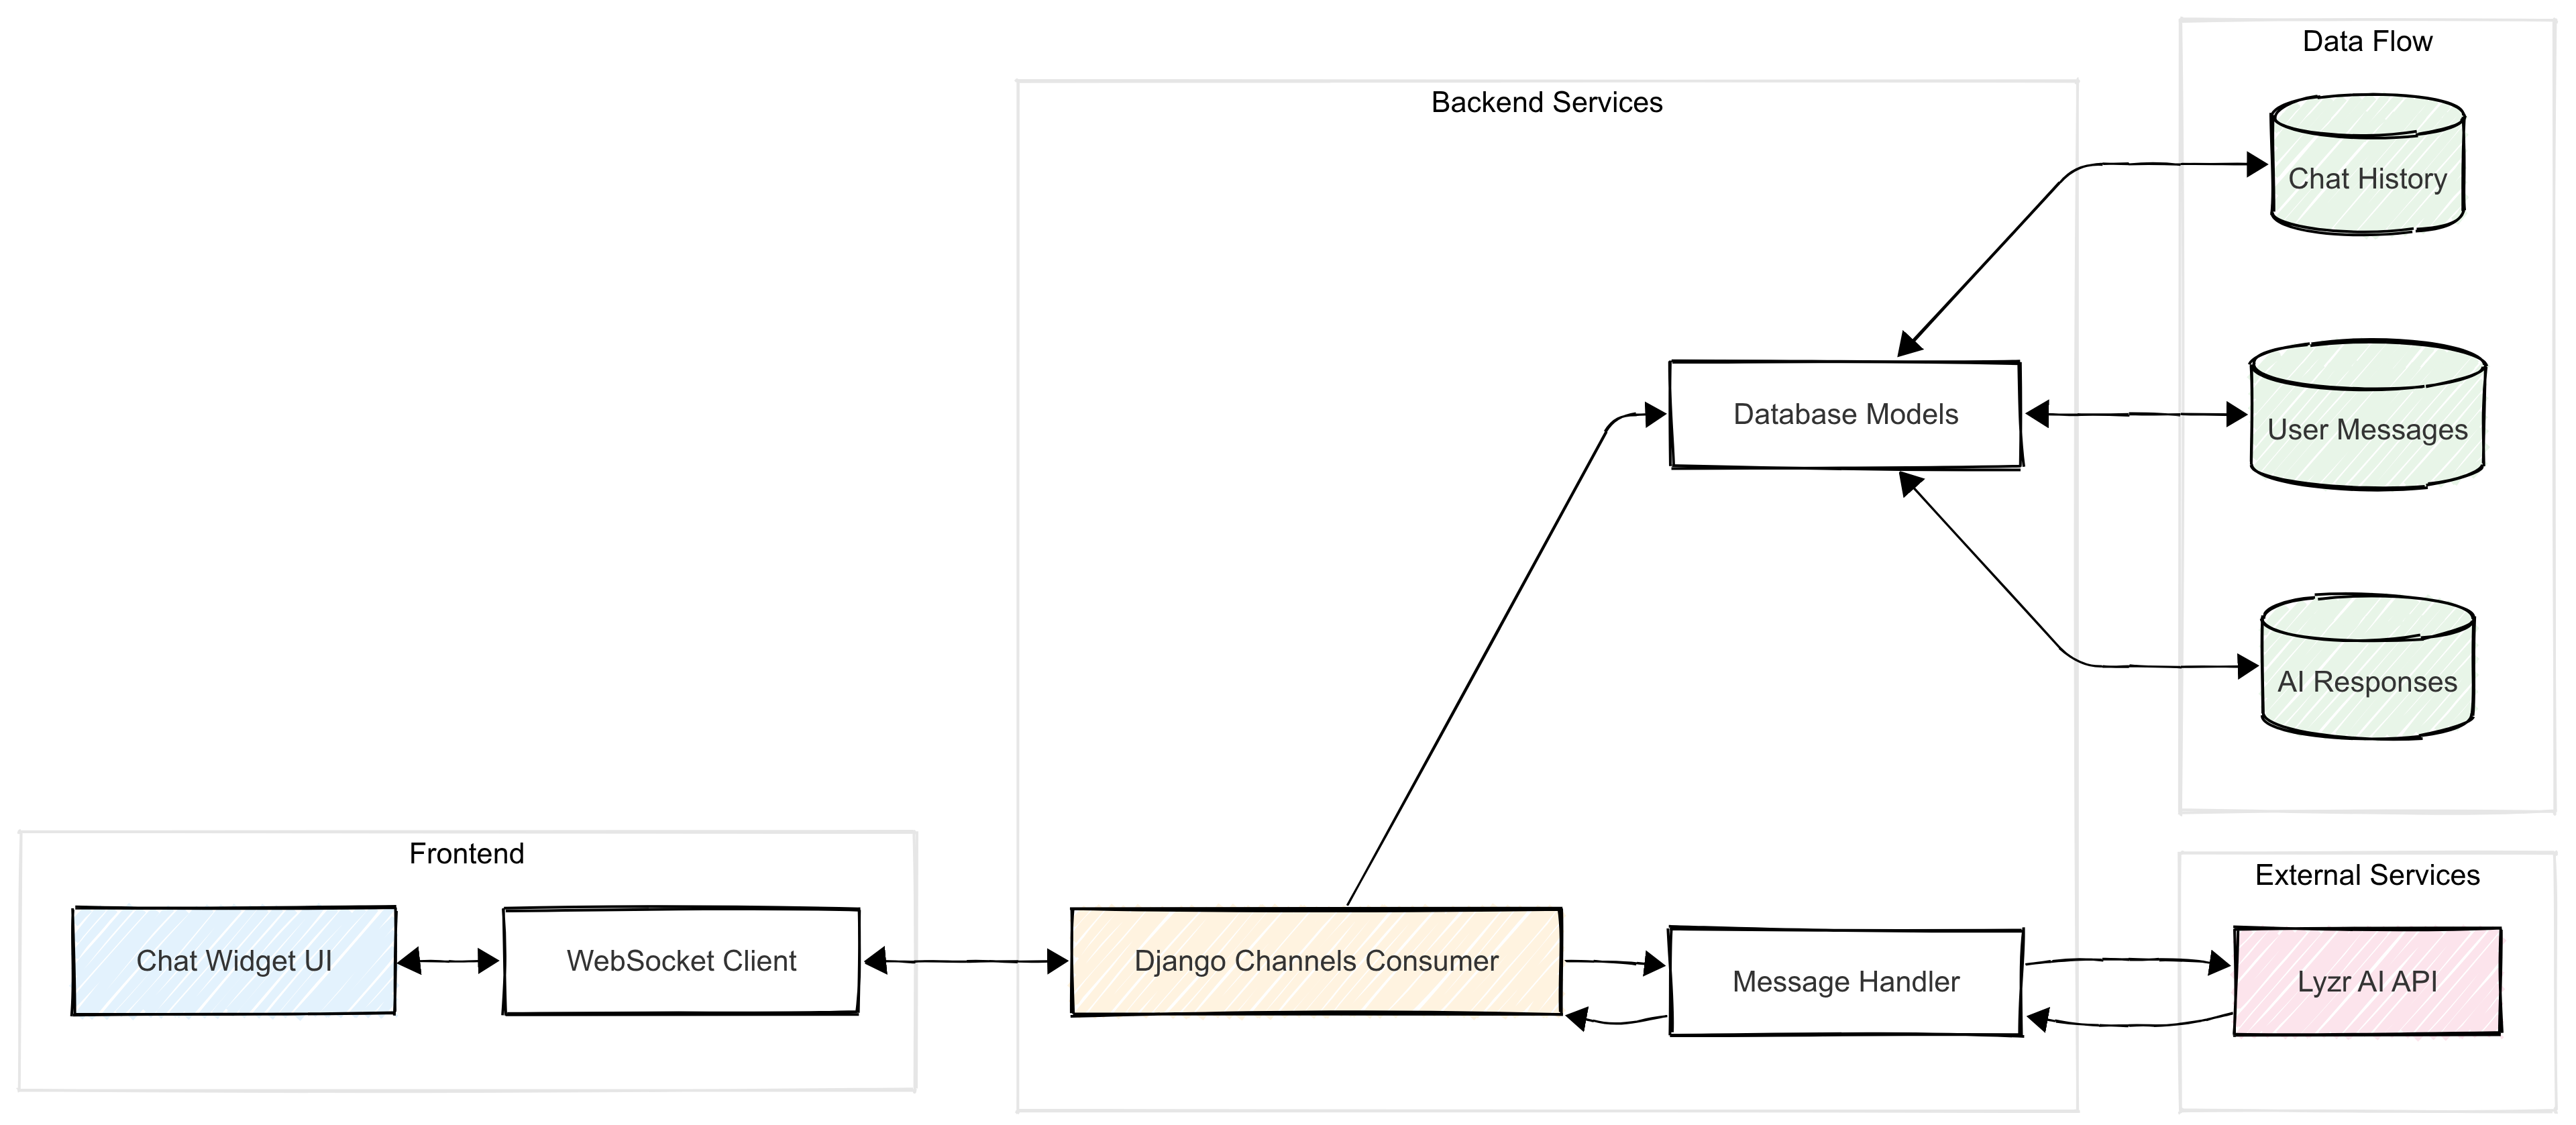 Data Flow
Chat History
User Messages
AI Responses
Backend Services
Database Models
Django Channels Consumer
Message Handler
Frontend
Chat Widget UI
WebSocket Client
External Services
Lyzr AI API